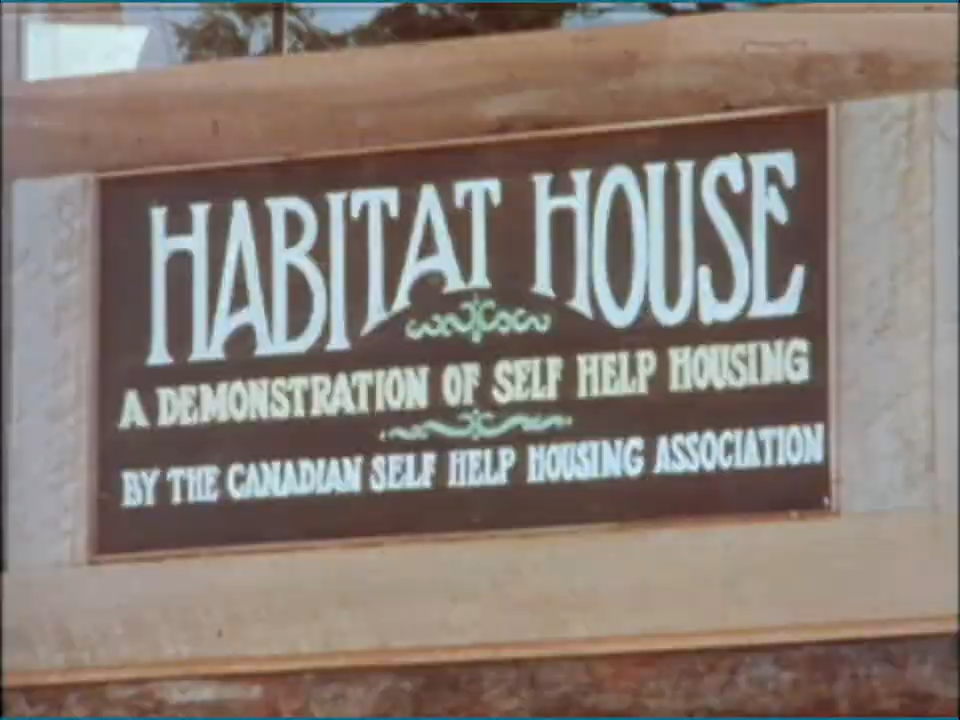 HABITAT HOUSE
A DEMONSTRATION OF SELF HELP HOUSING
BY THE CANADIAN SELF HELP HOUSING ASSOCIATION